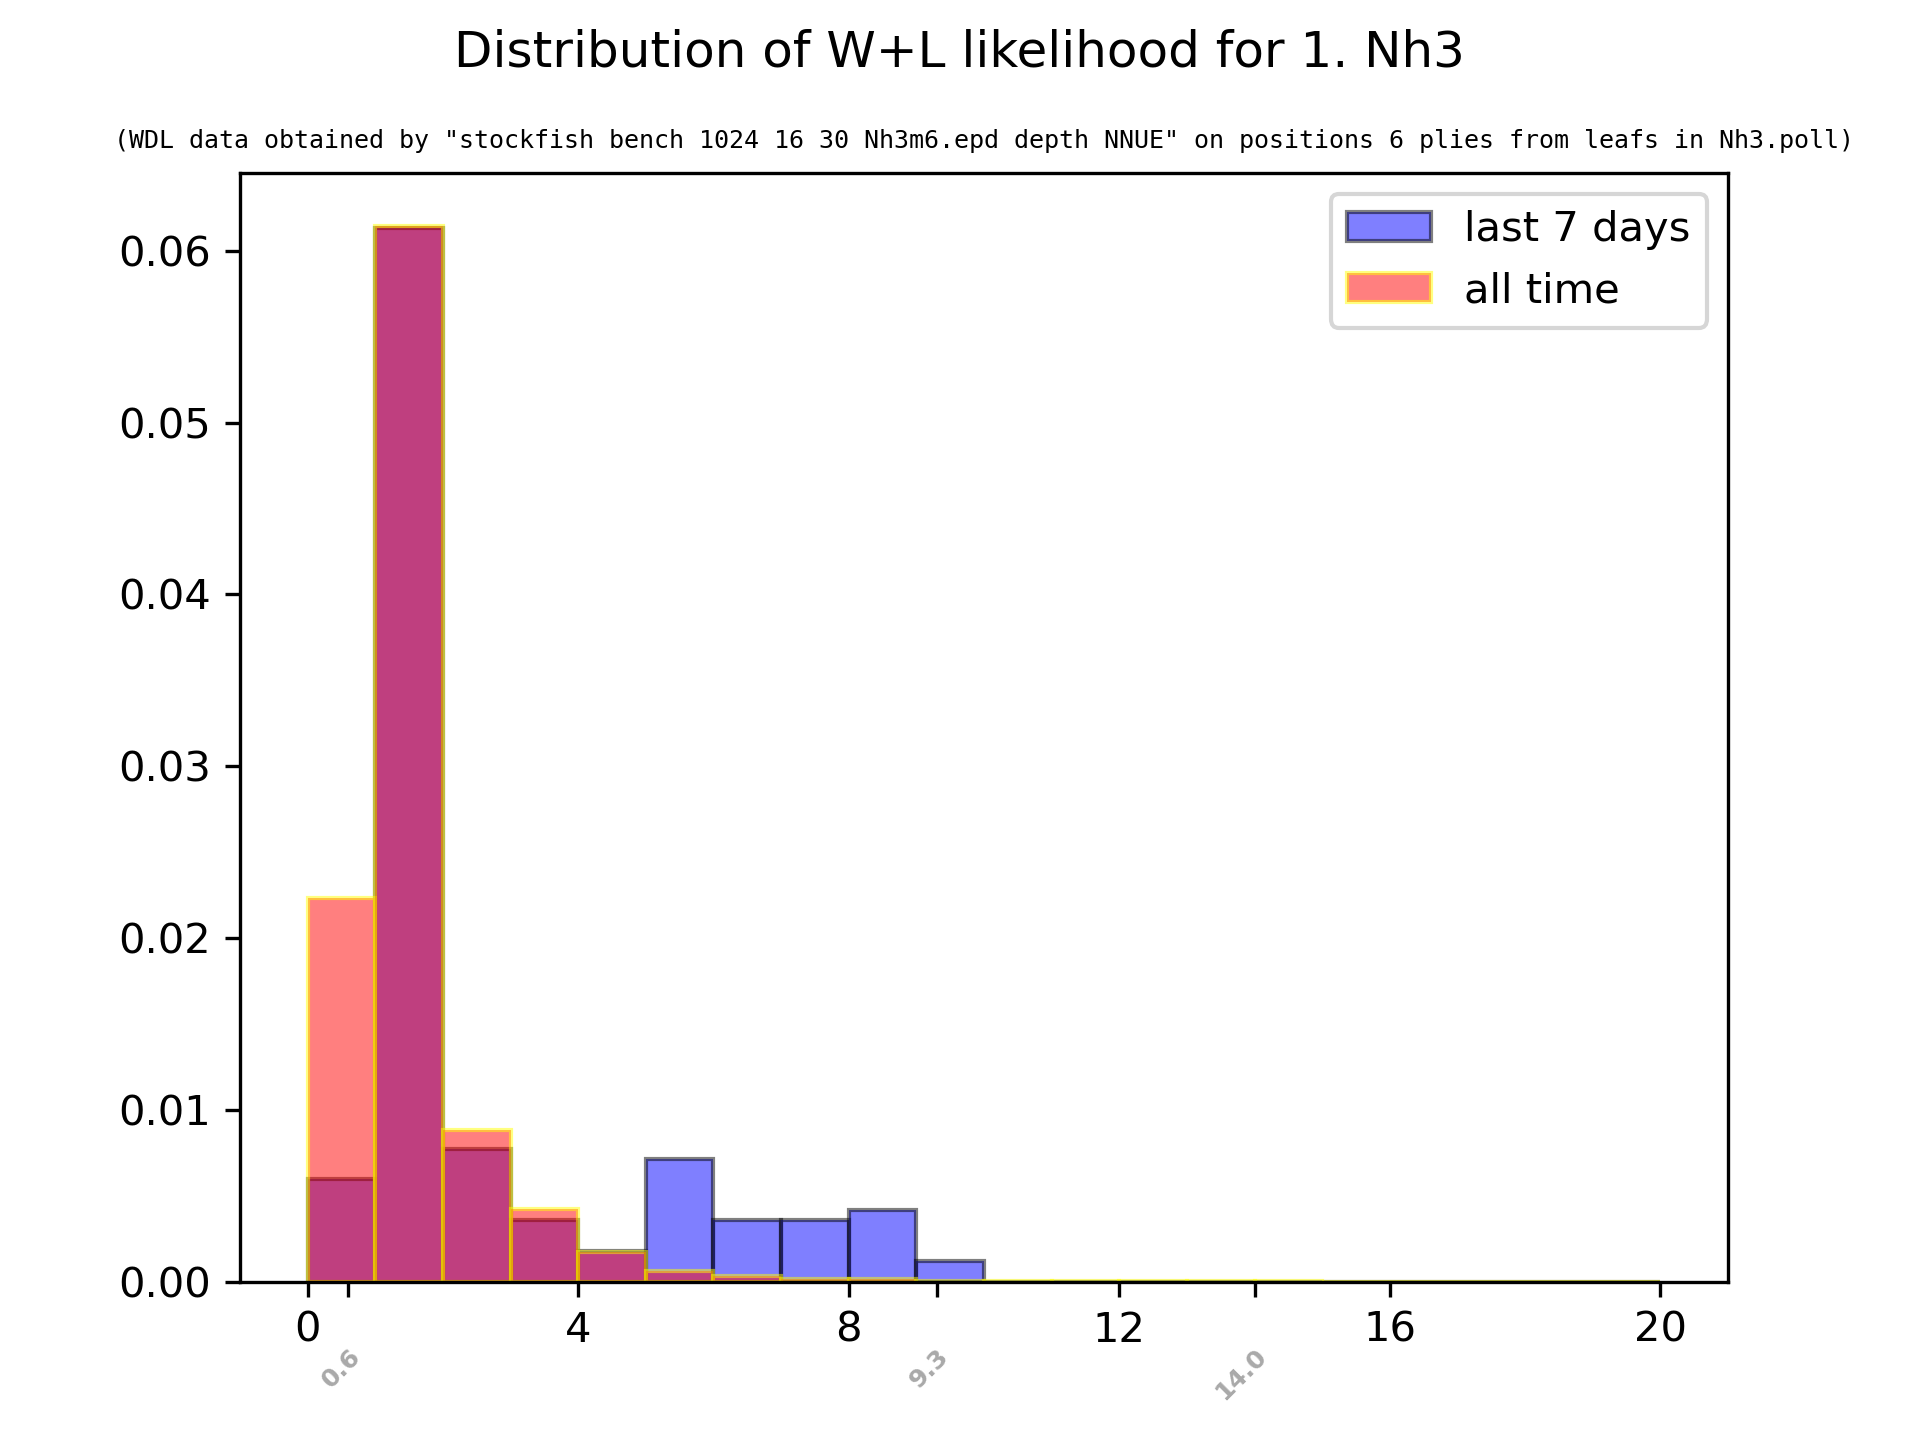 Distribution of W+L likelihood for 1. Nh3
(WDL data obtained by "stockfish bench 1024 16 30 Nh3m6.epd depth NNUE" on positions 6 plies from leafs in Nh3.poll)
last 7 days
all time
0.06
0.05
0.04
0.03
0.02
0.01
0.00
0 4 8 12 16 20
0.6 9.3 14.0